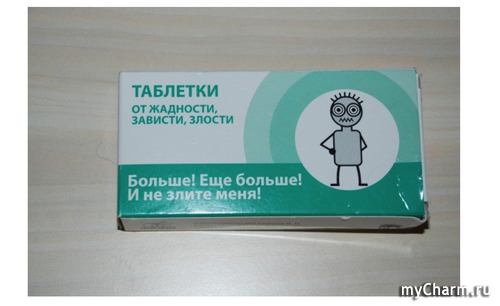 ТАБЛЕТКИ
ОТ ЖАДНОСТИ,
ЗАВИСТИ, ЗЛОСТИ
Больше! Еще больше!
И не злите меня!
myCharm.ru